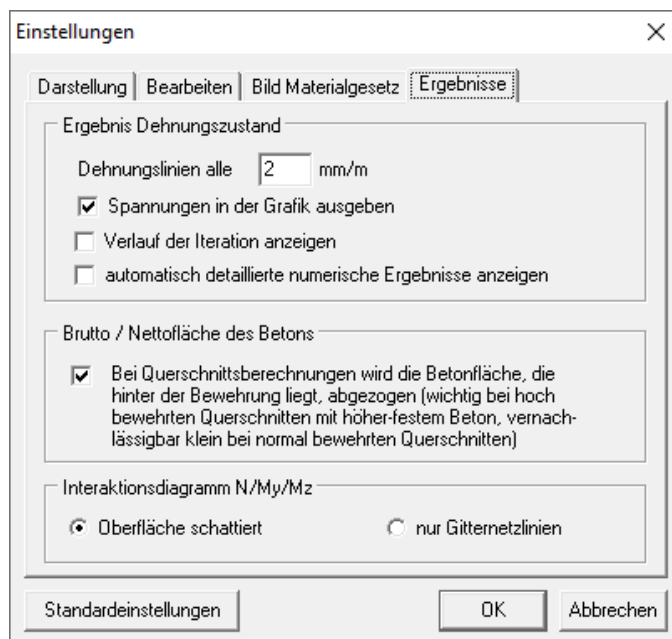 Einstellungen
Darstellung
Bearbeiten
Bild Materialgesetz
Ergebnisse
Ergebnis Dehnungszustand
Dehnungslinien alle 2 mm/m
Spannungen in der Grafik ausgeben
Verlauf der Iteration anzeigen
automatisch detaillierte numerische Ergebnisse anzeigen
Brutto / Nettofläche des Betons
Bei Querschnittsberechnungen wird die Betonfläche, die
hinter der Bewehrung liegt, abgezogen (wichtig bei hoch
bewehrten Querschnitten mit höher-festem Beton, vernach-
lässigbar klein bei normal bewehrten Querschnitten)
Interaktionsdiagramm N/My/Mz
Oberfläche schattiert
nur Gitternetzlinien
Standardeinstellungen
OK
Abbrechen